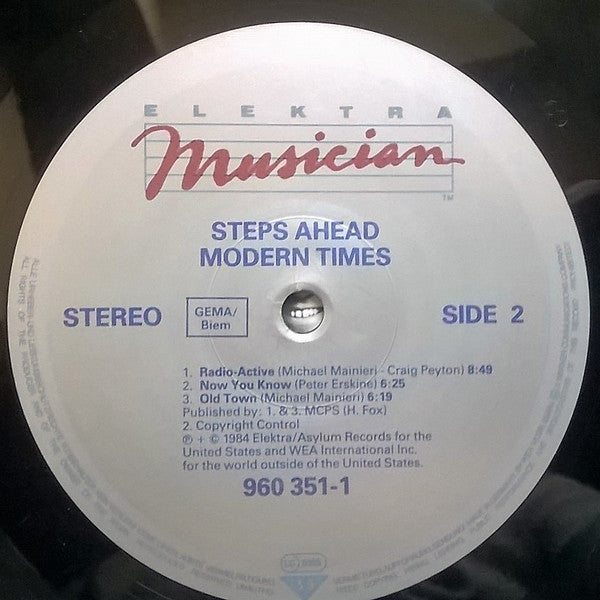 ELEKTRA
Musician
TM
STEPS AHEAD
MODERN TIMES
STEREO
GEMA/
Biem
SIDE 2
1. Radio-Active (Michael Mainieri - Craig Peyton) 8:49
2. Now You Know (Peter Erskine) 6:25
3. Old Town (Michael Mainieri) 6:19
Published by: 1. & 3. MCPS (H. Fox)
2. Copyright Control
℗ + © 1984 Elektra/Asylum Records for the
United States and WEA International Inc.
for the world outside of the United States.
960 351-1